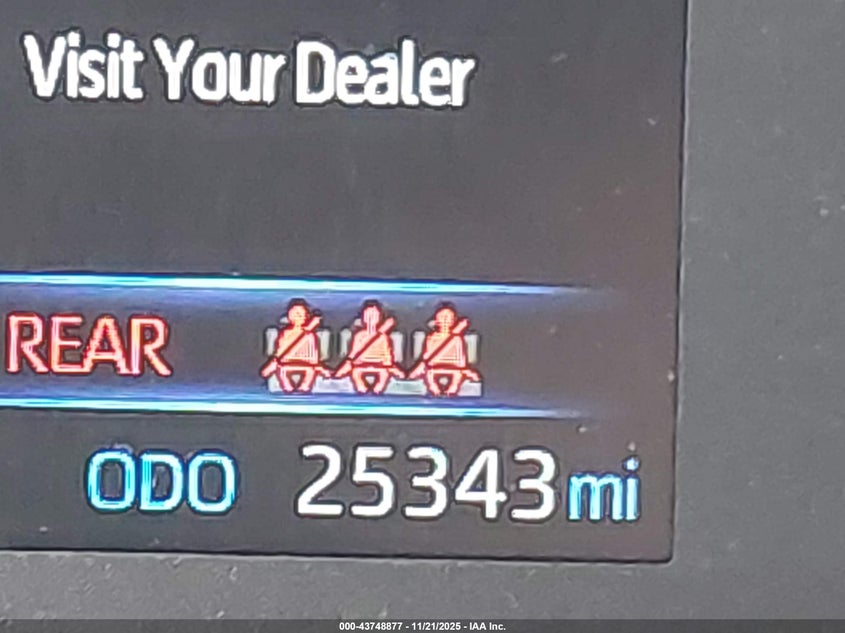 Visit Your Dealer
REAR
ODO 25343 mi
000-43748877 - 11/21/2025 - IAA Inc.